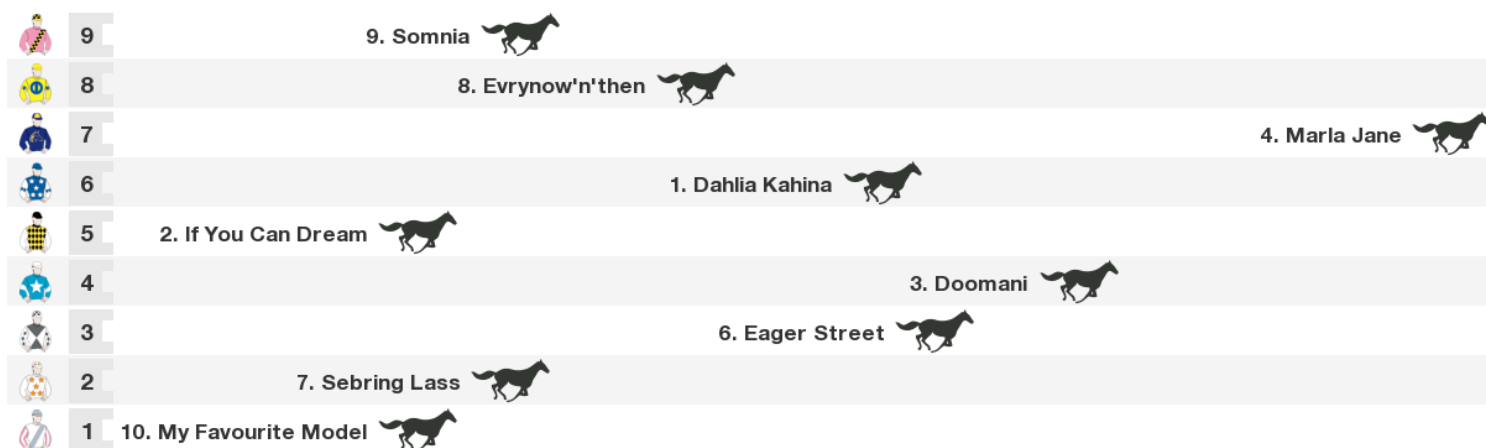 9 9. Somnia
8 8. Evrynow'n'then
7 4. Marla Jane
6 1. Dahlia Kahina
5 2. If You Can Dream
4 3. Doomani
3 6. Eager Street
2 7. Sebring Lass
1 10. My Favourite Model